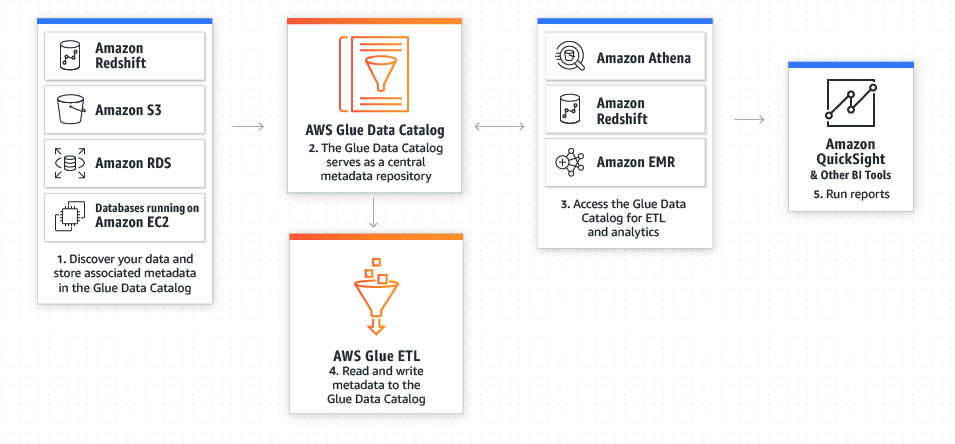 Amazon
Redshift
Amazon S3
Amazon RDS
Databases running on
Amazon EC2
1. Discover your data and
store associated metadata
in the Glue Data Catalog
AWS Glue Data Catalog
2. The Glue Data Catalog
serves as a central
metadata repository
AWS Glue ETL
4. Read and write
metadata to the
Glue Data Catalog
Amazon Athena
Amazon
Redshift
Amazon EMR
3. Access the Glue Data
Catalog for ETL
and analytics
Amazon
QuickSight
& Other BI Tools
5. Run reports